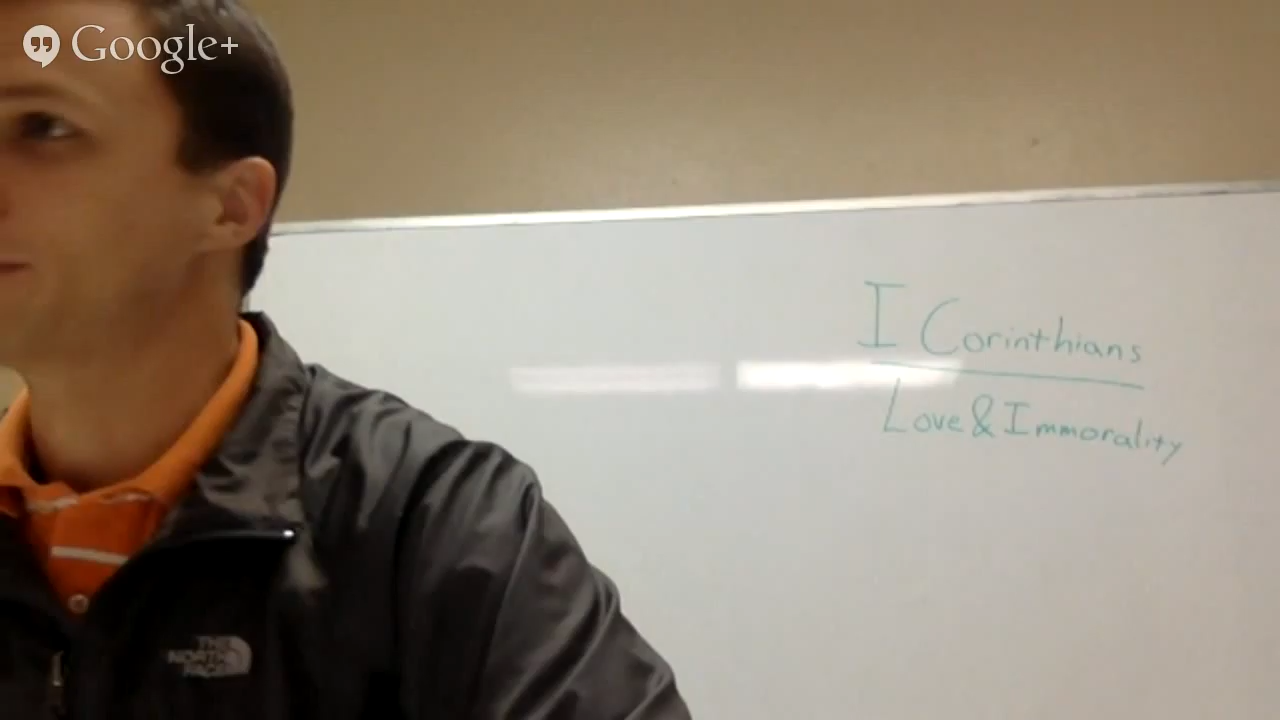 Google+
I Corinthians
Love & Immorality
THE
NORTH
FACE